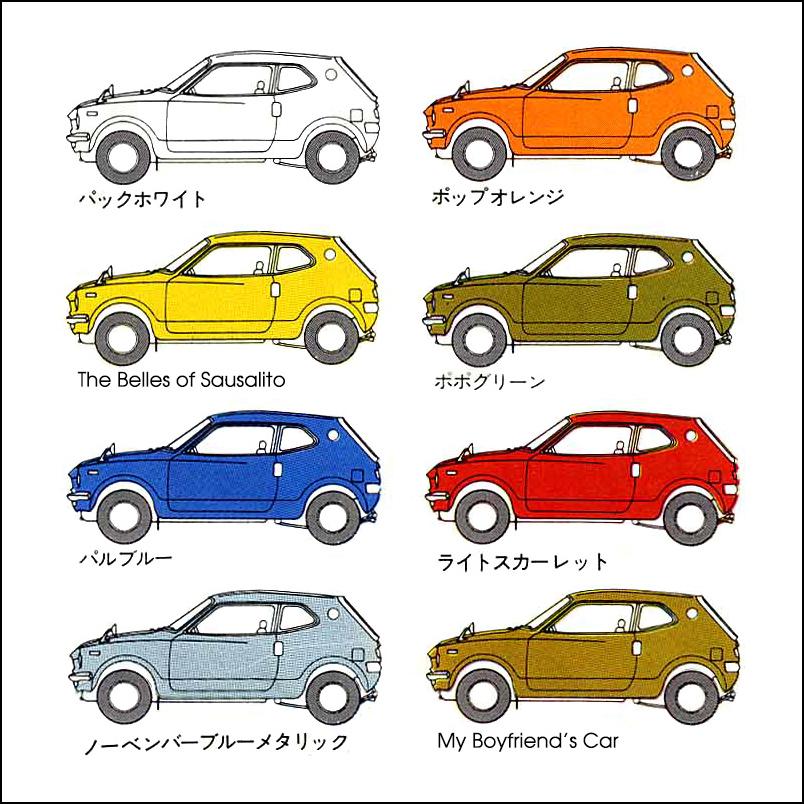 パックホワイト
ポップオレンジ
The Belles of Sausalito
ポポグリーン
パルブルー
ライトスカーレット
ノーベンバーブルーメタリック
My Boyfriend's Car